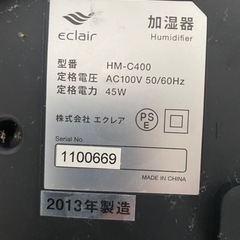 eclair
加湿器
Humidifier
型番 HM-C400
定格電圧 AC100V 50/60Hz
定格電力 45W
株式会社 エクレア
PSE
Serial No.
1100669
MADE IN CHINA
2013年製造